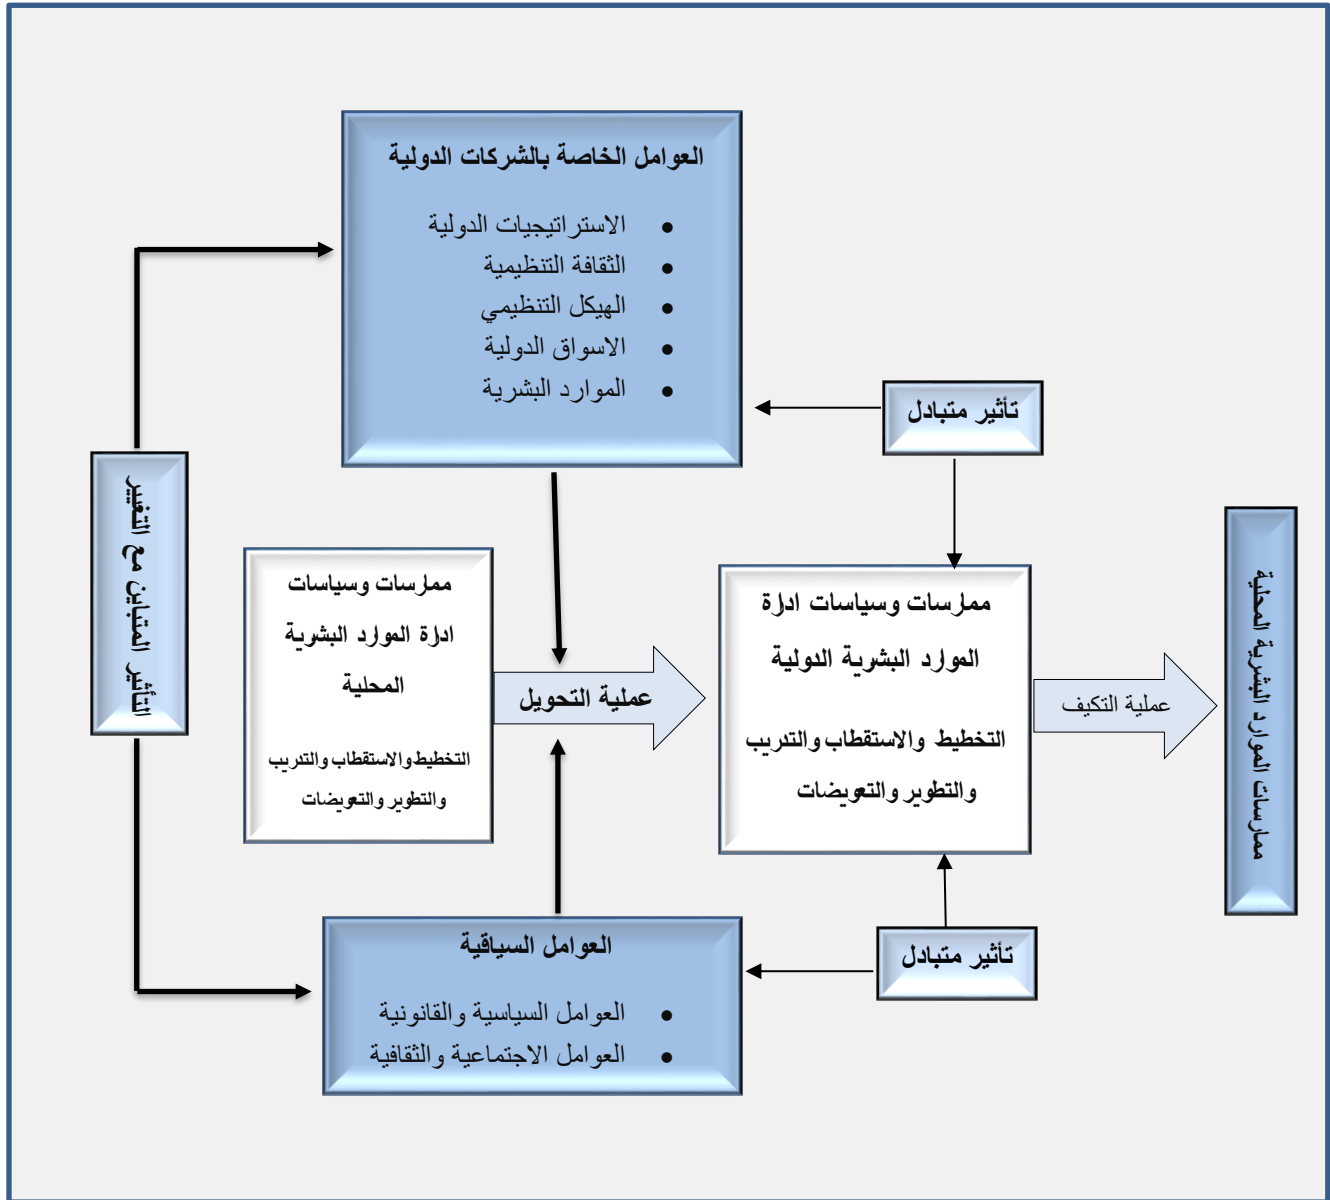 العوامل الخاصة بالشركات الدولية
• الاستراتيجيات الدولية
• الثقافة التنظيمية
• الهيكل التنظيمي
• الاسواق الدولية
• الموارد البشرية
تأثير متبادل
التأثير المتباين مع التغيير
ممارسات وسياسات
ادارة الموارد البشرية
المحلية
التخطيط والاستقطاب والتدريب
والتطوير والتعويضات
عملية التحويل
ممارسات وسياسات ادارة
الموارد البشرية الدولية
التخطيط والاستقطاب والتدريب
والتطوير والتعويضات
عملية التكيف
ممارسات الموارد البشرية المحلية
العوامل السياقية
• العوامل السياسية والقانونية
• العوامل الاجتماعية والثقافية
تأثير متبادل